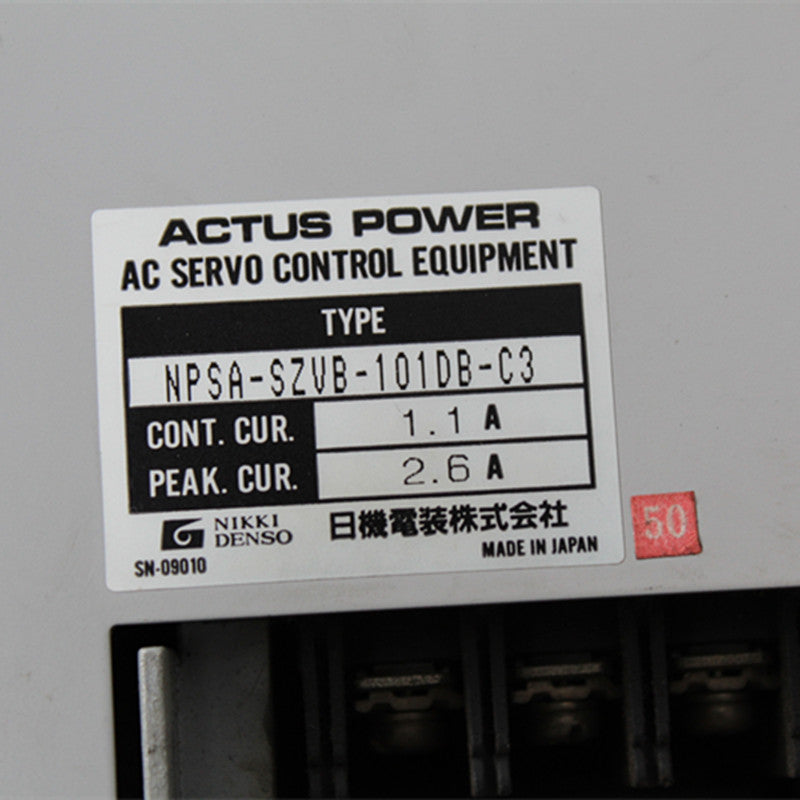 ACTUS POWER
AC SERVO CONTROL EQUIPMENT
TYPE
NPSA-SZVB-101DB-C3
CONT. CUR. 1.1 A
PEAK. CUR. 2.6 A
NIKKI
DENSO
日機電装株式会社
SN-09010
MADE IN JAPAN
50